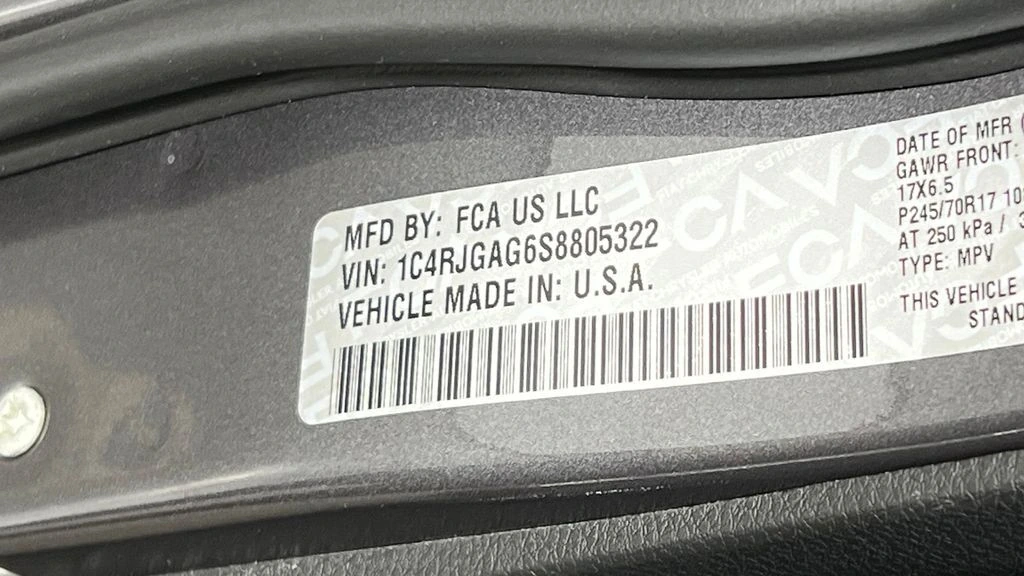 MFD BY: FCA US LLC
VIN: 1C4RJGAG6S8805322
VEHICLE MADE IN: U.S.A.
DATE OF MFR
GAWR FRONT:
17X6.5
P245/70R17 10
AT 250 kPa /
TYPE: MPV
THIS VEHICLE
STAND